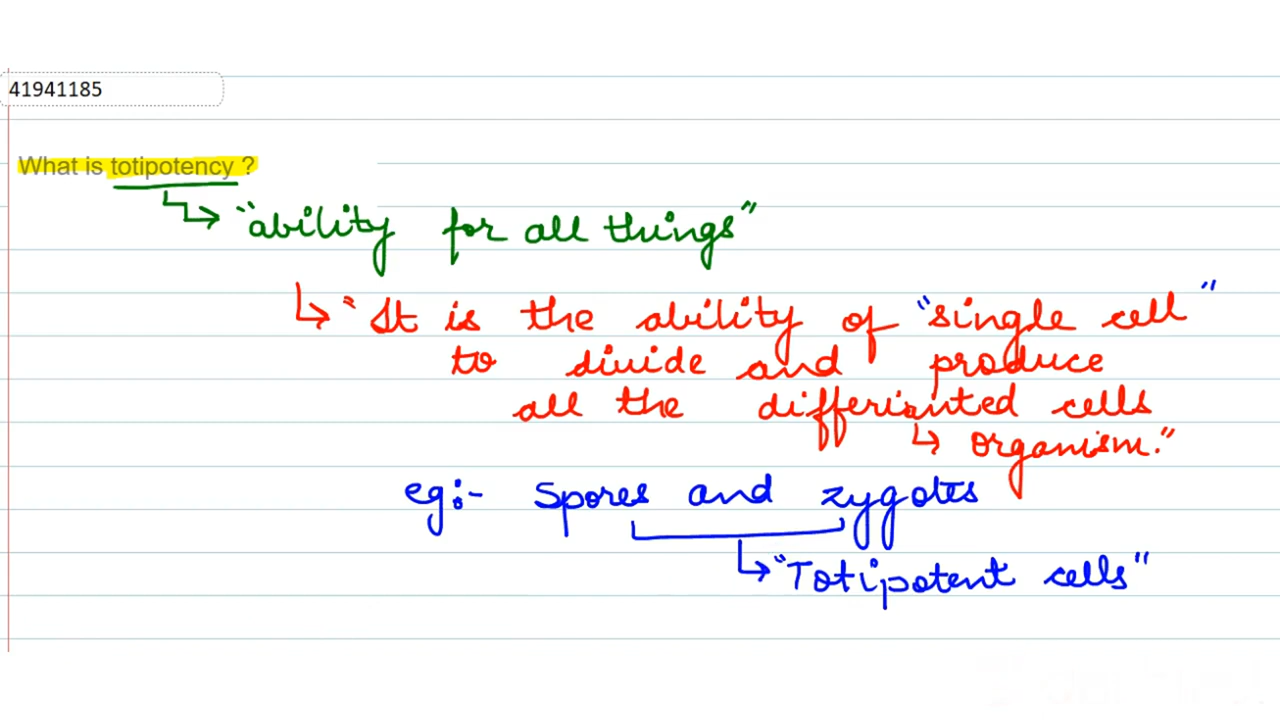 41941185
What is totipotency ?
"ability for all things"
"It is the ability of "single cell"
to divide and produce
all the differianted cells
organism."
eg:- Spores and zygotes
"Totipotent cells"